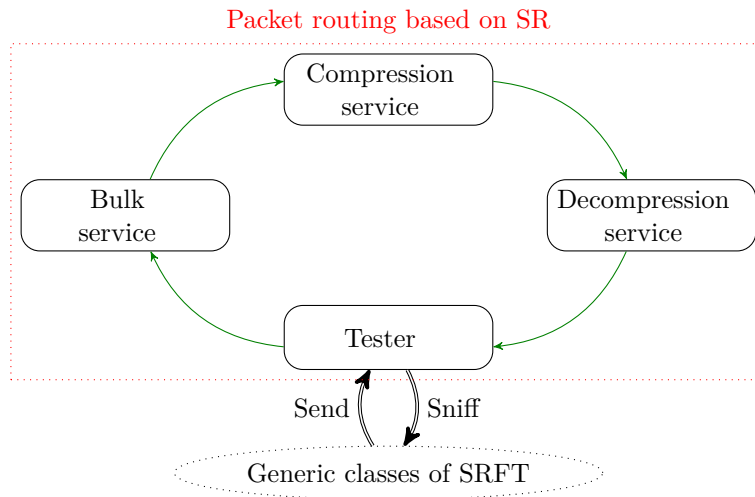 Packet routing based on SR
Compression
service
Bulk
service
Decompression
service
Tester
Send
Sniff
Generic classes of SRFT